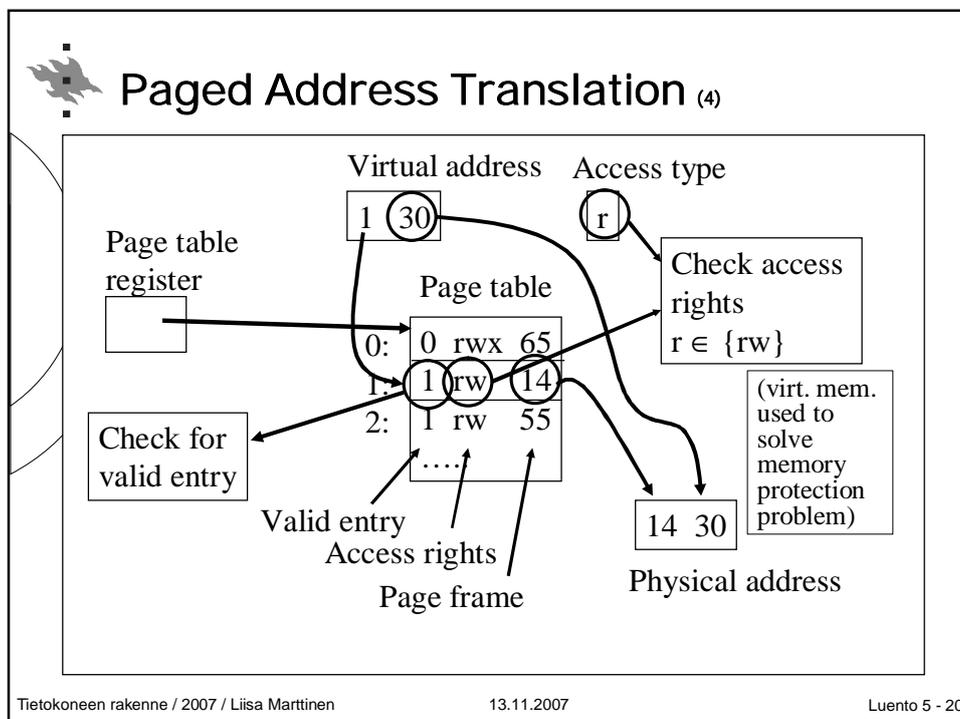 Paged Address Translation (4)
Virtual address
Access type
1 30
r
Page table
register
Page table
Check access
rights
r ∈ {rw}
0: 0 rwx 65
1: 1 rw 14
2: 1 rw 55
.....
(virt. mem.
used to
solve
memory
protection
problem)
Check for
valid entry
Valid entry
Access rights
Page frame
14 30
Physical address
Tietokoneen rakenne / 2007 / Liisa Marttinen
13.11.2007
Luento 5 - 20